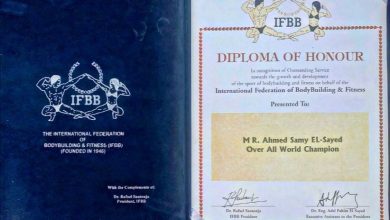 IFBB
THE INTERNATIONAL FEDERATION
OF
BODYBUILDING & FITNESS (IFBB)
(FOUNDED IN 1946)
With the Compliments of:
Dr. Rafael Santonja
President, IFBB
IFBB
DIPLOMA OF HONOUR
In recognition of Outstanding Service
towards the growth and development
of the sport of bodybuilding and fitness on behalf of the
International Federation of BodyBuilding & Fitness
Presented To:
MR. Ahmed Samy EL-Sayed
Over All World Champion
Dr. Rafael Santonja
IFBB President
Dr. Eng. Adel Fahim El Sayed
Executive Assistant to the President